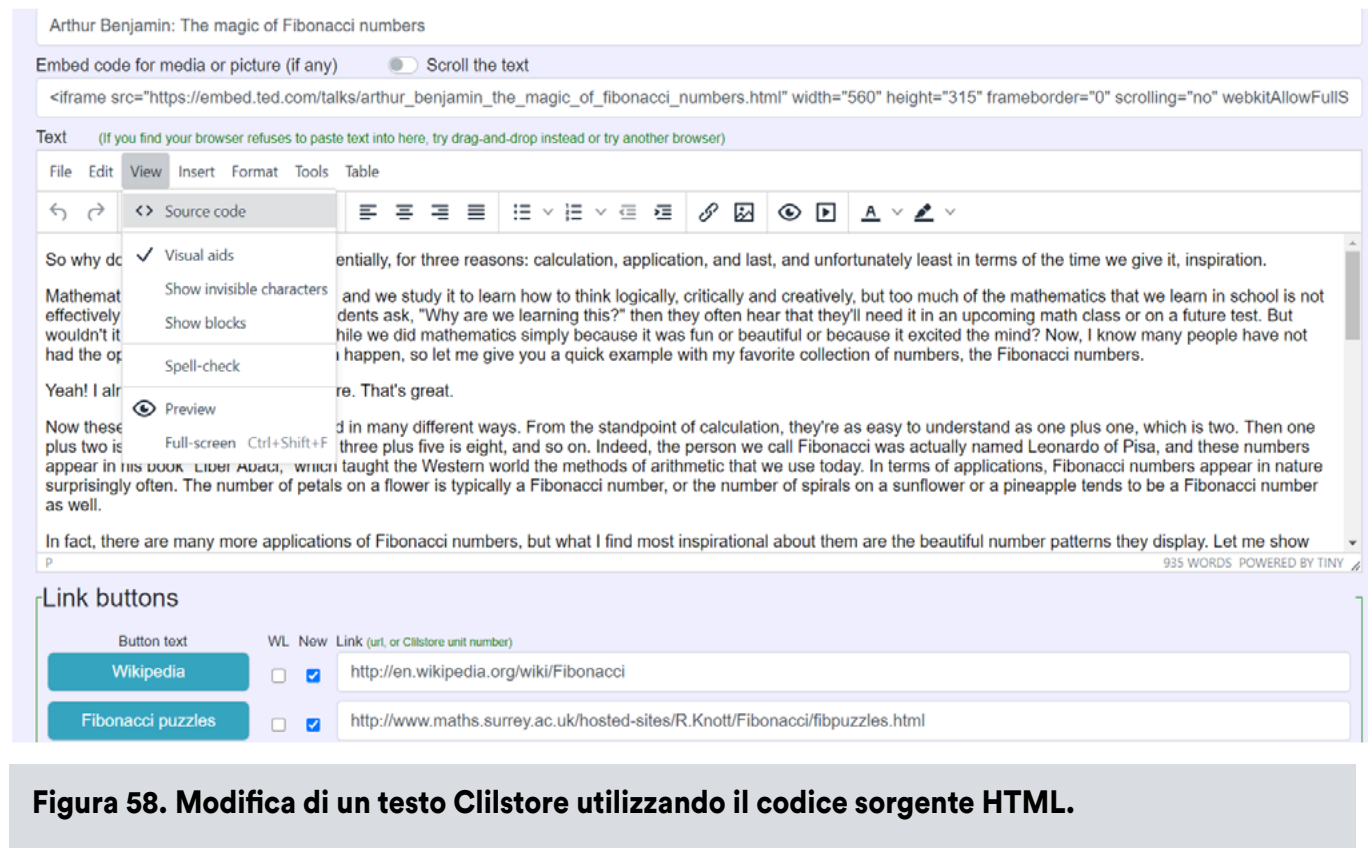 Arthur Benjamin: The magic of Fibonacci numbers
Embed code for media or picture (if any) Scroll the text
<iframe src="https://embed.ted.com/talks/arthur_benjamin_the_magic_of_fibonacci_numbers.html" width="560" height="315" frameborder="0" scrolling="no" webkitAllowFullS
Text (If you find your browser refuses to paste text into here, try drag-and-drop instead or try another browser)
File Edit View Insert Format Tools Table
Source code
Visual aids
Show invisible characters
Show blocks
Spell-check
Preview
Full-screen Ctrl+Shift+F
So why do entially, for three reasons: calculation, application, and last, and unfortunately least in terms of the time we give it, inspiration.
Mathemat and we study it to learn how to think logically, critically and creatively, but too much of the mathematics that we learn in school is not
effectively dents ask, "Why are we learning this?" then they often hear that they'll need it in an upcoming math class or on a future test. But
wouldn't it hile we did mathematics simply because it was fun or beautiful or because it excited the mind? Now, I know many people have not
had the op happen, so let me give you a quick example with my favorite collection of numbers, the Fibonacci numbers.
Yeah! I alr re. That's great.
Now these d in many different ways. From the standpoint of calculation, they're as easy to understand as one plus one, which is two. Then one
plus two is three plus five is eight, and so on. Indeed, the person we call Fibonacci was actually named Leonardo of Pisa, and these numbers
appear in his book "Liber Abaci," which taught the Western world the methods of arithmetic that we use today. In terms of applications, Fibonacci numbers appear in nature
surprisingly often. The number of petals on a flower is typically a Fibonacci number, or the number of spirals on a sunflower or a pineapple tends to be a Fibonacci number
as well.
In fact, there are many more applications of Fibonacci numbers, but what I find most inspirational about them are the beautiful number patterns they display. Let me show
P 935 WORDS POWERED BY TINY
Link buttons
Button text WL New Link (url, or Clilstore unit number)
Wikipedia http://en.wikipedia.org/wiki/Fibonacci
Fibonacci puzzles http://www.maths.surrey.ac.uk/hosted-sites/R.Knott/Fibonacci/fibpuzzles.html
Figura 58. Modifica di un testo Clilstore utilizzando il codice sorgente HTML.